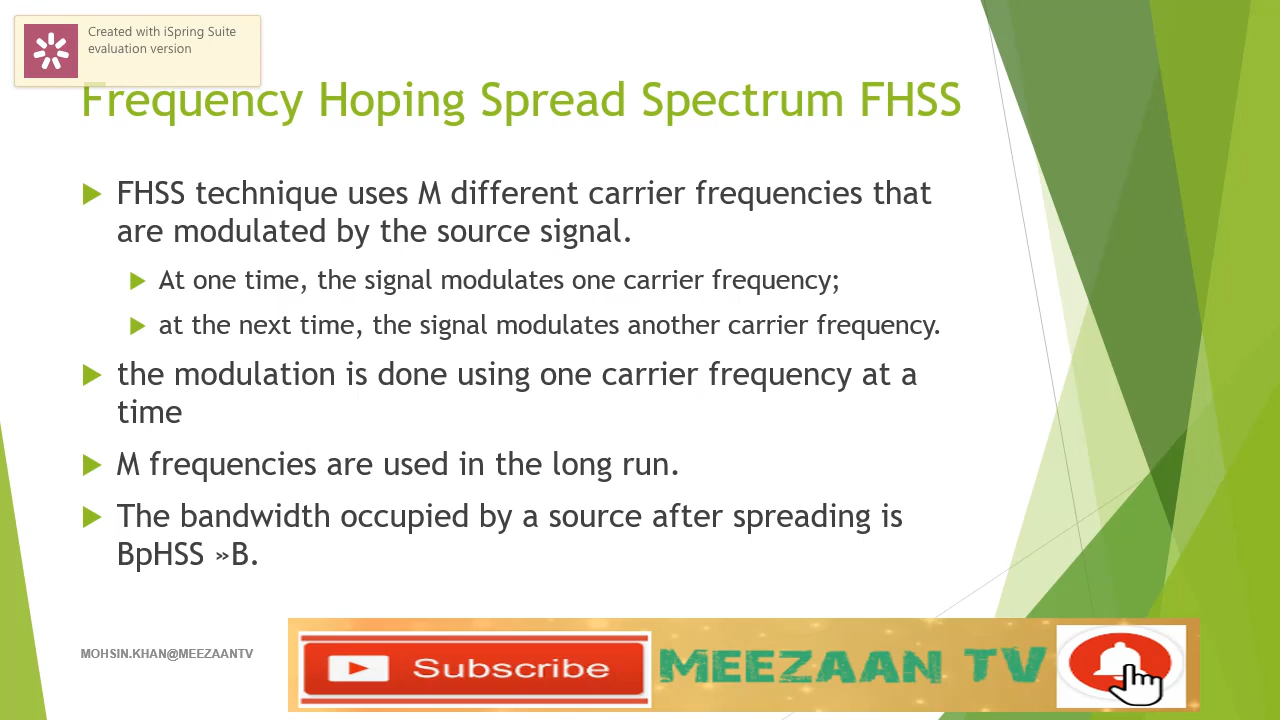 Created with iSpring Suite
evaluation version
Frequency Hoping Spread Spectrum FHSS
FHSS technique uses M different carrier frequencies that
are modulated by the source signal.
At one time, the signal modulates one carrier frequency;
at the next time, the signal modulates another carrier frequency.
the modulation is done using one carrier frequency at a
time
M frequencies are used in the long run.
The bandwidth occupied by a source after spreading is
BpHSS »B.
MOHSIN.KHAN@MEEZAANTV
Subscribe
MEEZAAN TV